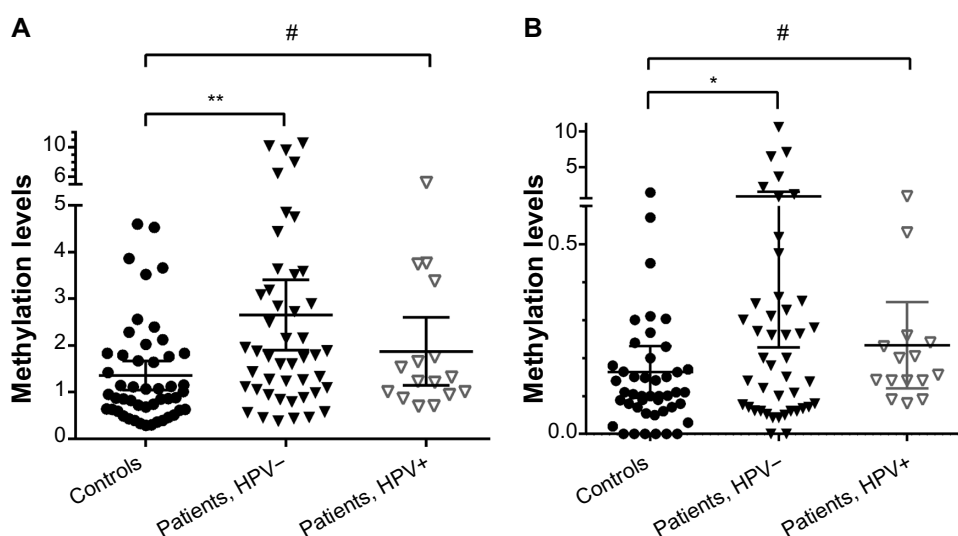 A
#
**
Methylation levels
10
6
5
4
3
2
1
0
Controls
Patients, HPV−
Patients, HPV+
B
#
*
Methylation levels
10
5
0.5
0.0
Controls
Patients, HPV−
Patients, HPV+